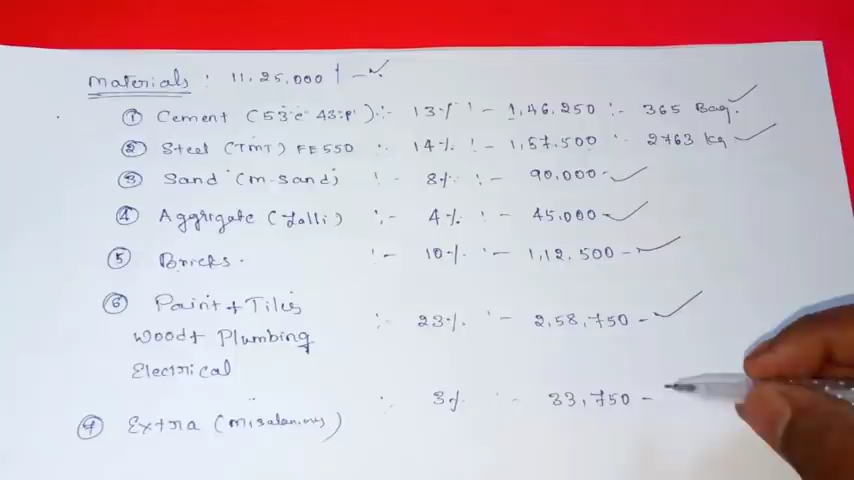 Materials : 11,25,000 /-
① Cement (53:c 43:P) :- 13% :- 1,46,250 :- 365 Bag.
② Steel (TMT) FE550 :- 14% :- 1,57,500 :- 2763 kg
③ Sand (m-sand) :- 8% :- 90,000 -
④ Aggrigate (Jalli) :- 4% :- 45,000 -
⑤ Bricks. :- 10% :- 1,12,500 -
⑥ Paint + Tiles
Wood + Plumbing :- 23% :- 2,58,750 -
Electrical
⑦ Extra :- 3% :- 33,750 -